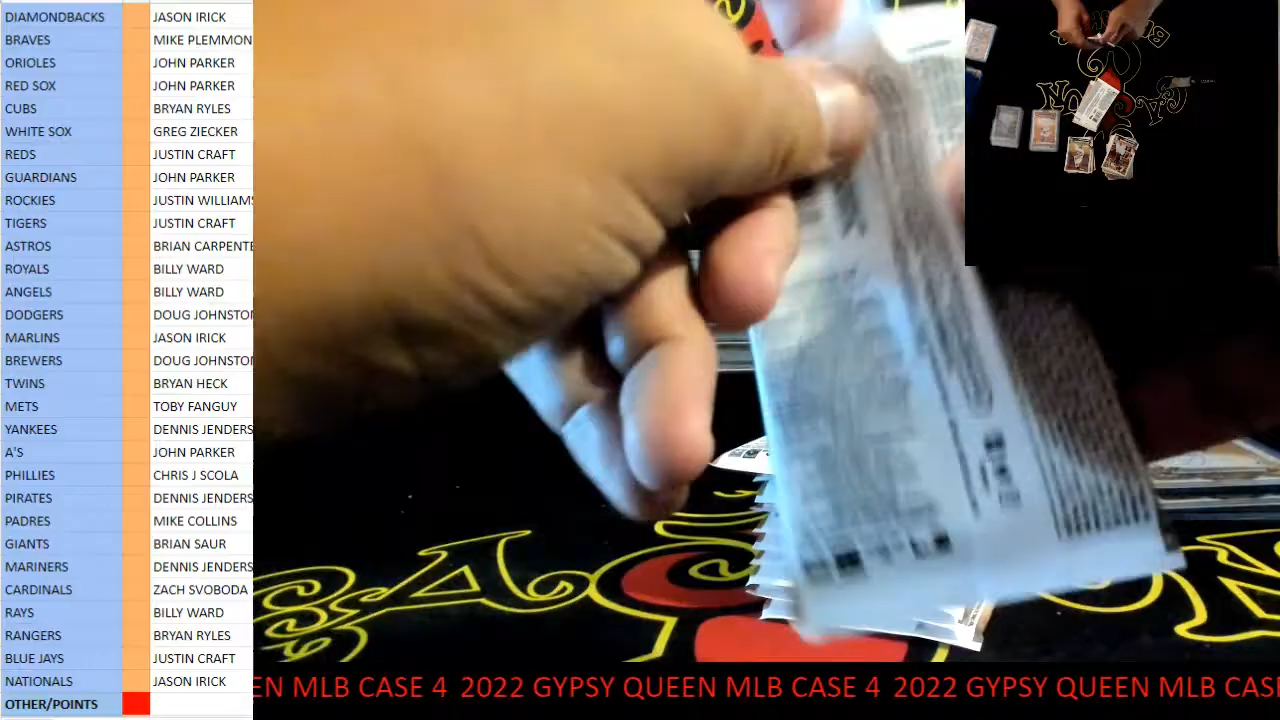 DIAMONDBACKS JASON IRICK
BRAVES MIKE PLEMMON
ORIOLES JOHN PARKER
RED SOX JOHN PARKER
CUBS BRYAN RYLES
WHITE SOX GREG ZIECKER
REDS JUSTIN CRAFT
GUARDIANS JOHN PARKER
ROCKIES JUSTIN WILLIAMS
TIGERS JUSTIN CRAFT
ASTROS BRIAN CARPENTE
ROYALS BILLY WARD
ANGELS BILLY WARD
DODGERS DOUG JOHNSTO
MARLINS JASON IRICK
BREWERS DOUG JOHNSTO
TWINS BRYAN HECK
METS TOBY FANGUY
YANKEES DENNIS JENDERS
A'S JOHN PARKER
PHILLIES CHRIS J SCOLA
PIRATES DENNIS JENDERS
PADRES MIKE COLLINS
GIANTS BRIAN SAUR
MARINERS DENNIS JENDERS
CARDINALS ZACH SVOBODA
RAYS BILLY WARD
RANGERS BRYAN RYLES
BLUE JAYS JUSTIN CRAFT
NATIONALS JASON IRICK
OTHER/POINTS
EN MLB CASE 4 2022 GYPSY QUEEN MLB CASE 4 2022 GYPSY QUEEN MLB CAS